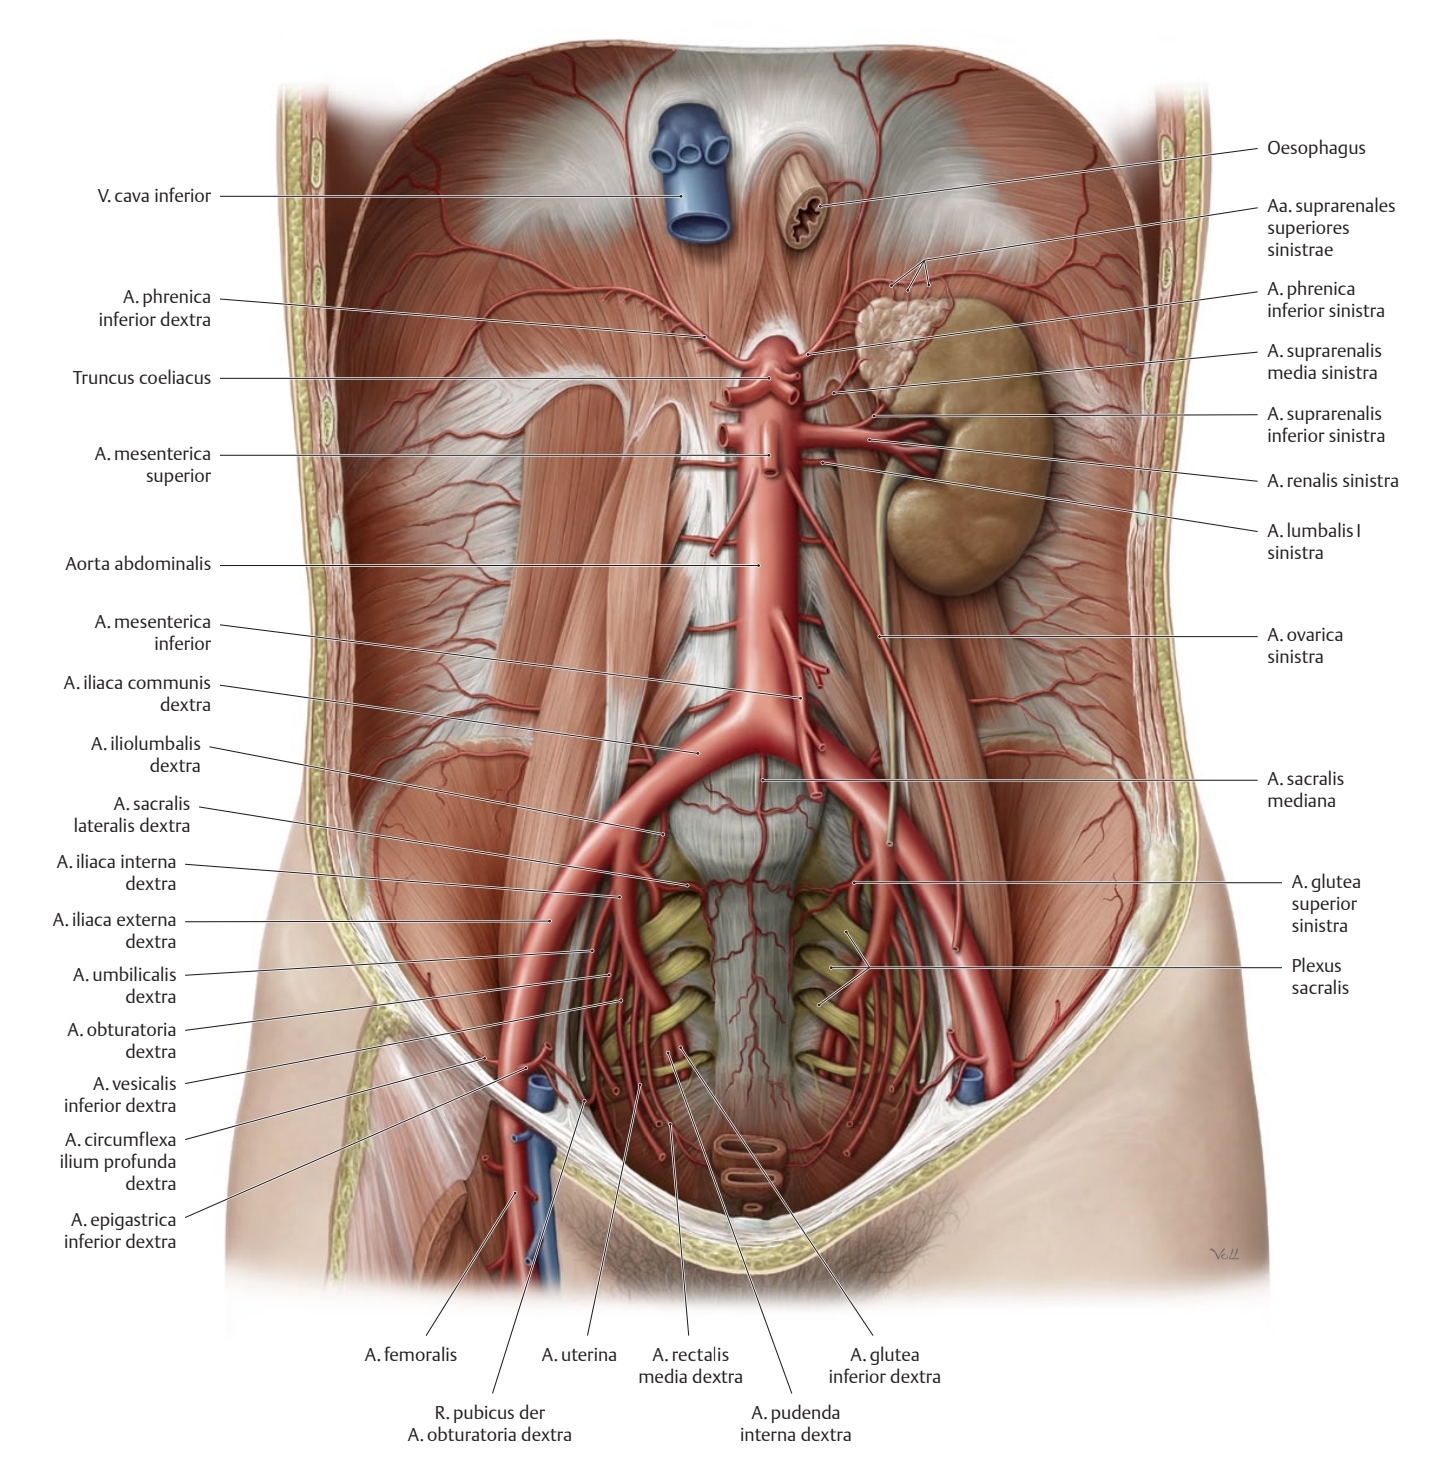 V. cava inferior
A. phrenica
inferior dextra
Truncus coeliacus
A. mesenterica
superior
Aorta abdominalis
A. mesenterica
inferior
A. iliaca communis
dextra
A. iliolumbalis
dextra
A. sacralis
lateralis dextra
A. iliaca interna
dextra
A. iliaca externa
dextra
A. umbilicalis
dextra
A. obturatoria
dextra
A. vesicalis
inferior dextra
A. circumflexa
ilium profunda
dextra
A. epigastrica
inferior dextra
Oesophagus
Aa. suprarenales
superiores
sinistrae
A. phrenica
inferior sinistra
A. suprarenalis
media sinistra
A. suprarenalis
inferior sinistra
A. renalis sinistra
A. lumbalis I
sinistra
A. ovarica
sinistra
A. sacralis
mediana
A. glutea
superior
sinistra
Plexus
sacralis
Voll
A. femoralis
A. uterina
A. rectalis
media dextra
A. glutea
inferior dextra
R. pubicus der
A. obturatoria dextra
A. pudenda
interna dextra